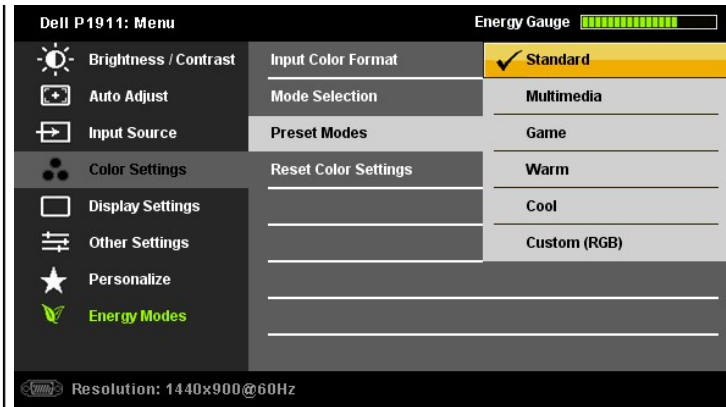 Dell P1911: Menu
Energy Gauge
Brightness / Contrast
Input Color Format
Standard
Auto Adjust
Mode Selection
Multimedia
Input Source
Preset Modes
Game
Color Settings
Reset Color Settings
Warm
Display Settings
Cool
Other Settings
Custom (RGB)
Personalize
Energy Modes
Resolution: 1440x900@60Hz